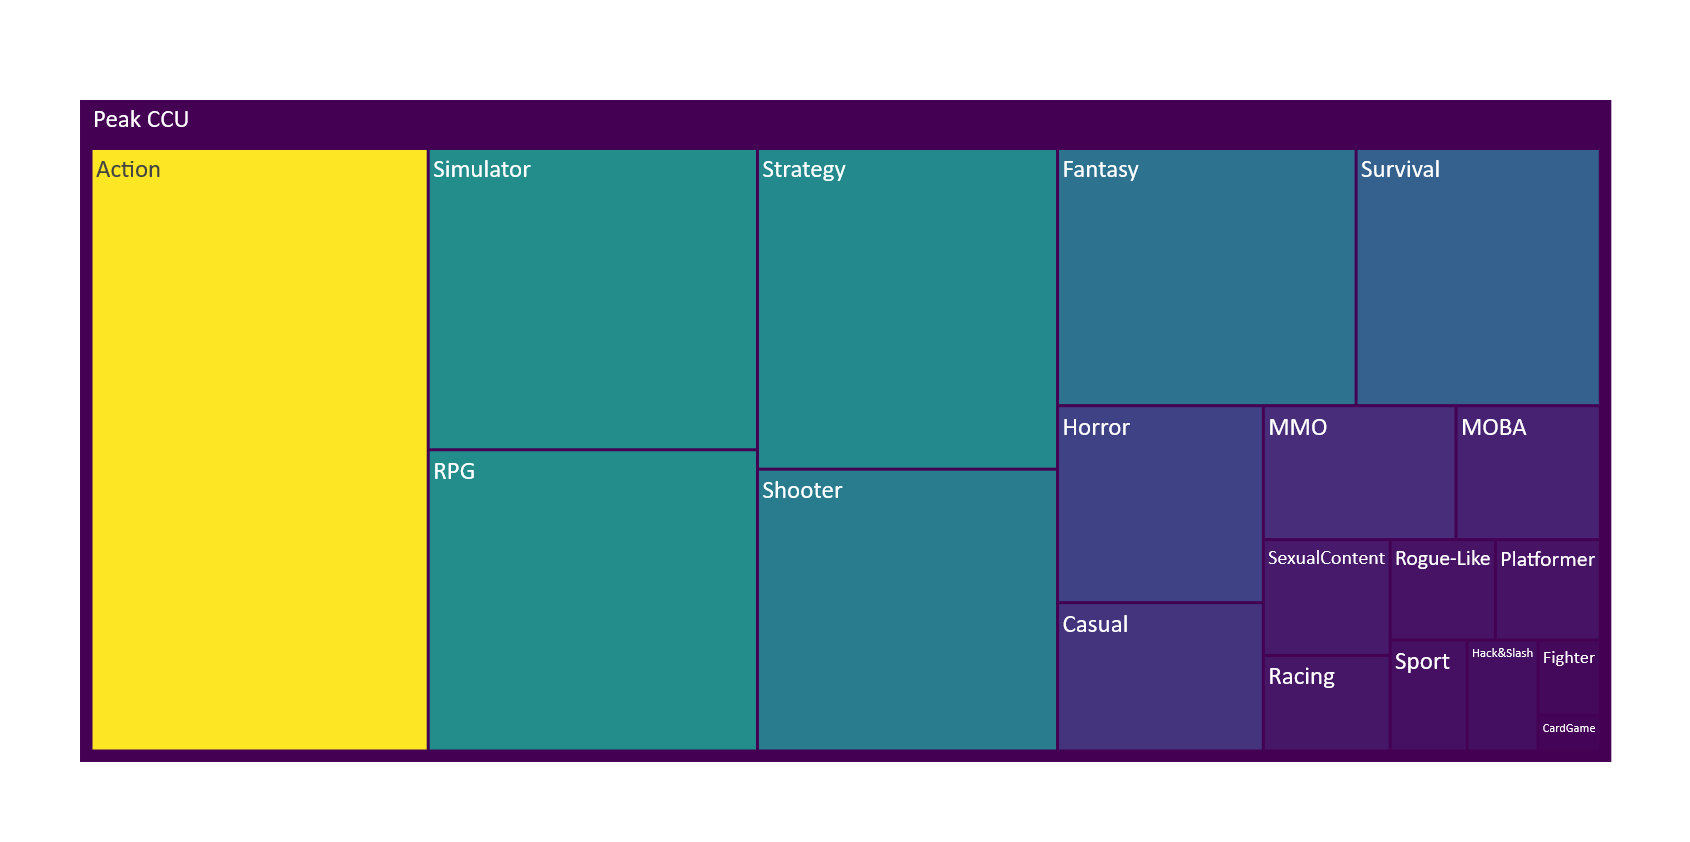 Peak CCU
Action
Simulator
Strategy
Fantasy
Survival
RPG
Shooter
Horror
MMO
MOBA
Casual
SexualContent
Rogue-Like
Platformer
Racing
Sport
Hack&Slash
Fighter
CardGame